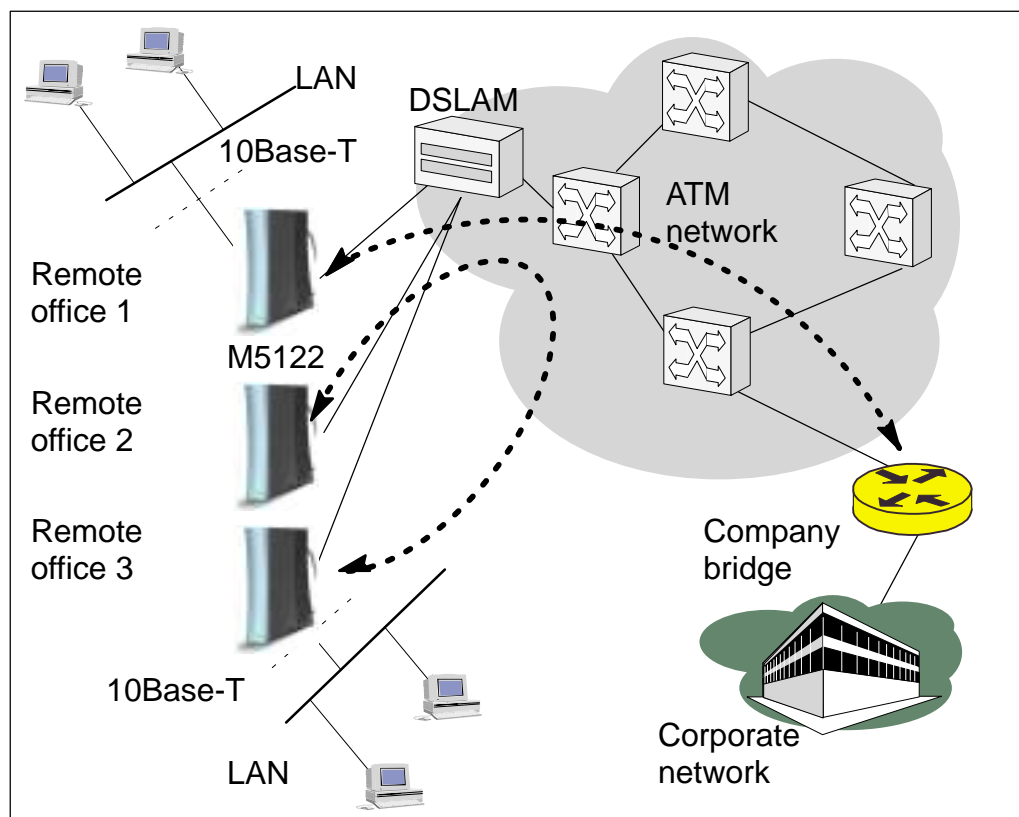 LAN
DSLAM
10Base-T
ATM
network
Remote
office 1
M5122
Remote
office 2
Remote
office 3
Company
bridge
10Base-T
LAN
Corporate
network